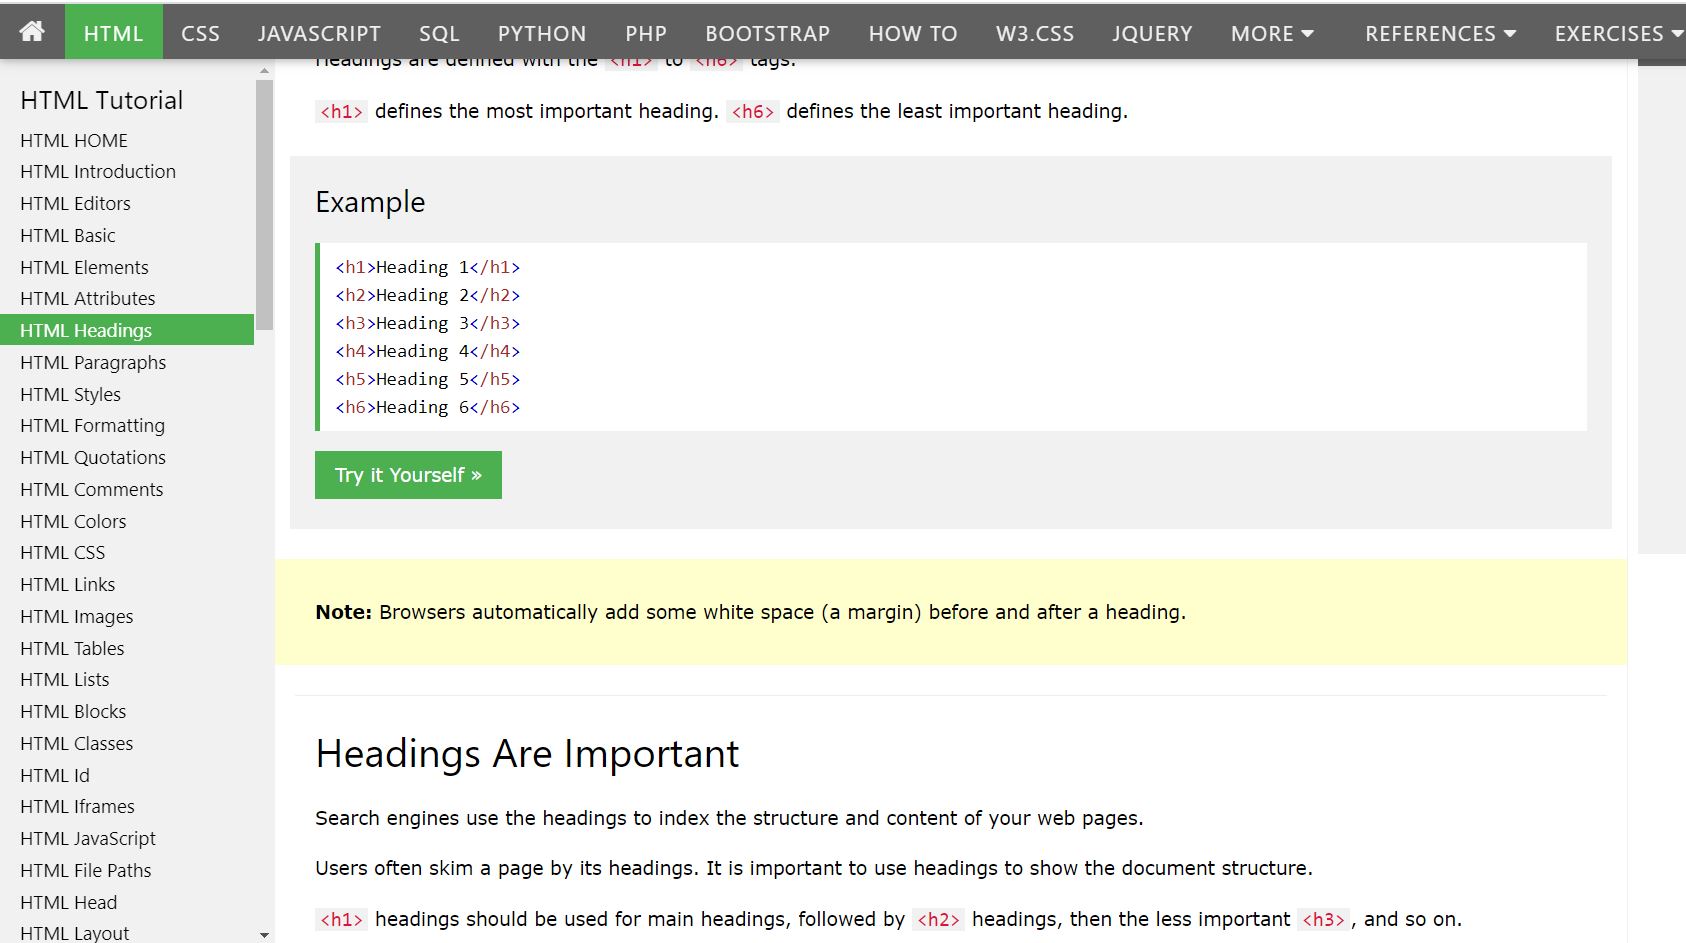 HTML CSS JAVASCRIPT SQL PYTHON PHP BOOTSTRAP HOW TO W3.CSS JQUERY MORE REFERENCES EXERCISES
HTML Tutorial
HTML HOME
HTML Introduction
HTML Editors
HTML Basic
HTML Elements
HTML Attributes
HTML Headings
HTML Paragraphs
HTML Styles
HTML Formatting
HTML Quotations
HTML Comments
HTML Colors
HTML CSS
HTML Links
HTML Images
HTML Tables
HTML Lists
HTML Blocks
HTML Classes
HTML Id
HTML Iframes
HTML JavaScript
HTML File Paths
HTML Head
HTML Layout
Headings are defined with the <h1> to <h6> tags.
<h1> defines the most important heading. <h6> defines the least important heading.
Example
<h1>Heading 1</h1>
<h2>Heading 2</h2>
<h3>Heading 3</h3>
<h4>Heading 4</h4>
<h5>Heading 5</h5>
<h6>Heading 6</h6>
Try it Yourself »
Note: Browsers automatically add some white space (a margin) before and after a heading.
Headings Are Important
Search engines use the headings to index the structure and content of your web pages.
Users often skim a page by its headings. It is important to use headings to show the document structure.
<h1> headings should be used for main headings, followed by <h2> headings, then the less important <h3>, and so on.